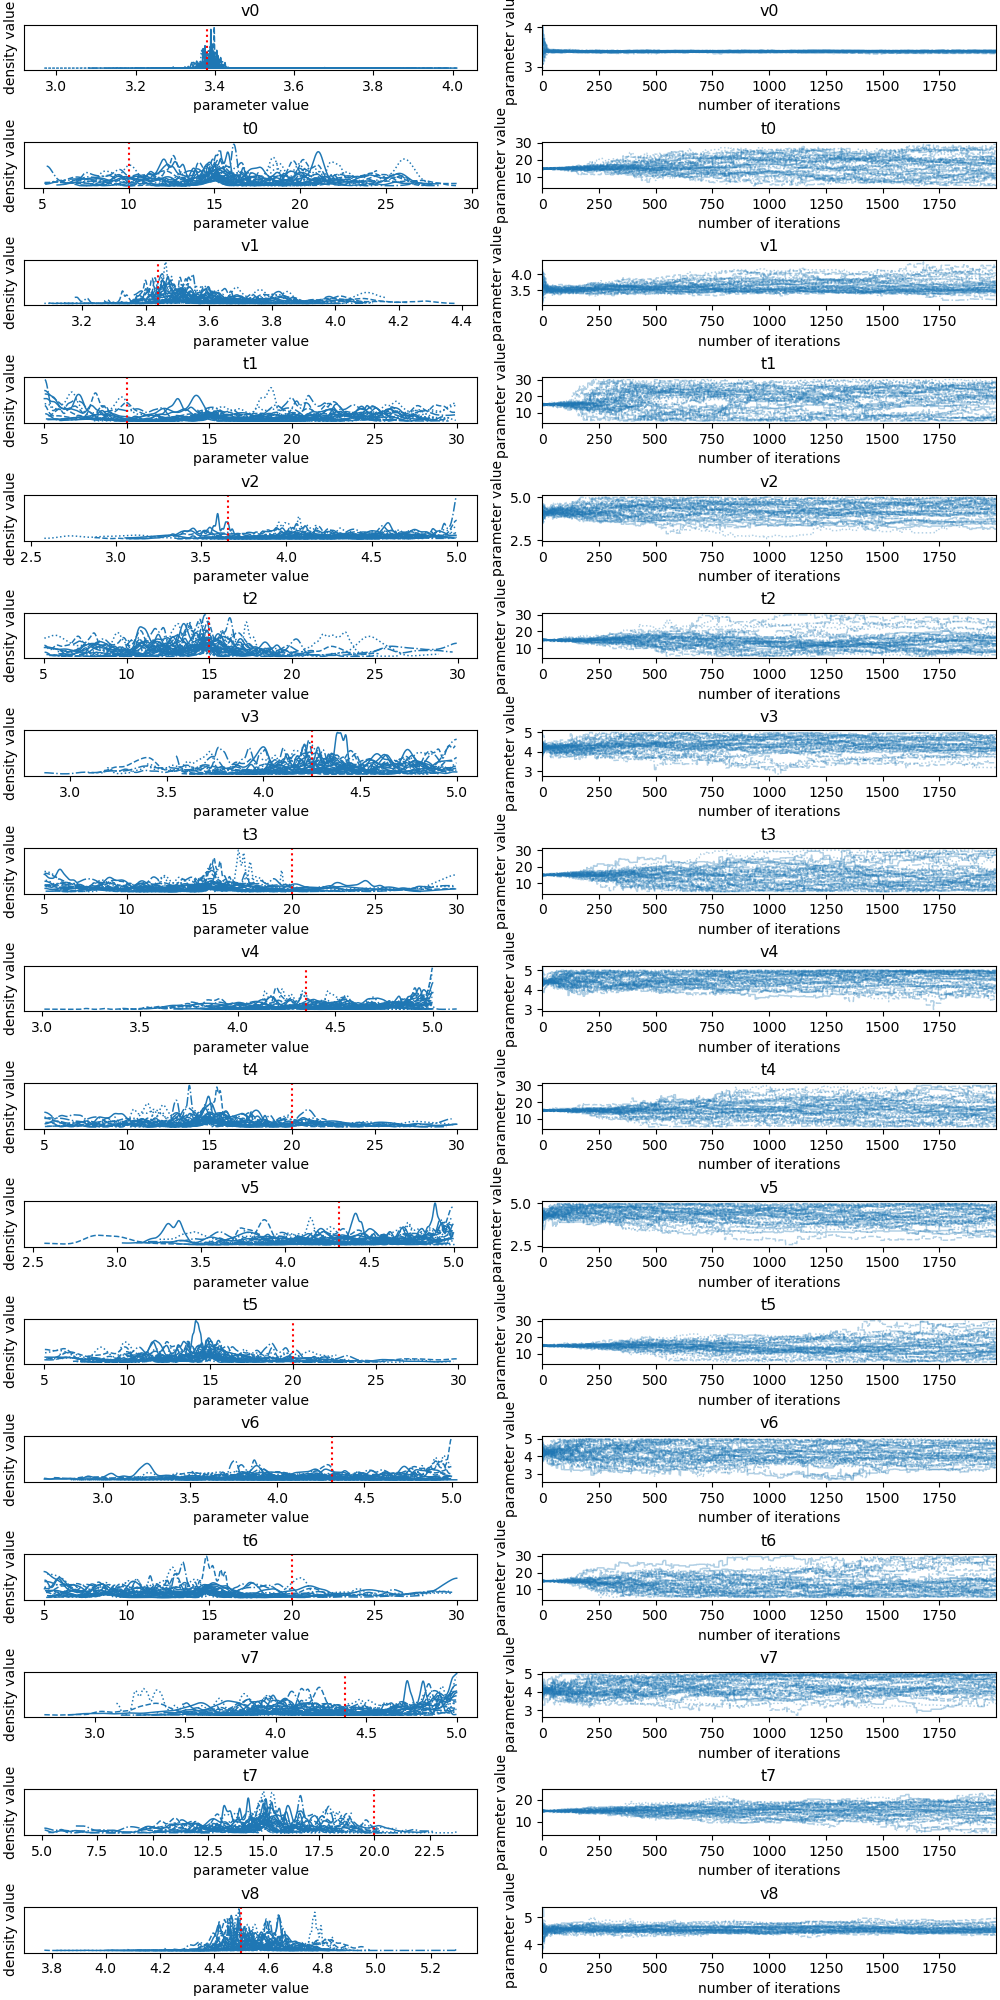 v0 v0
density value parameter value
3.0 3.2 3.4 3.6 3.8 4.0
4 3
0 250 500 750 1000 1250 1500 1750
parameter value number of iterations
t0 t0
density value parameter value
5 10 15 20 25 30
30 20 10
0 250 500 750 1000 1250 1500 1750
parameter value number of iterations
v1 v1
density value parameter value
3.2 3.4 3.6 3.8 4.0 4.2 4.4
4.0 3.5
0 250 500 750 1000 1250 1500 1750
parameter value number of iterations
t1 t1
density value parameter value
5 10 15 20 25 30
30 20 10
0 250 500 750 1000 1250 1500 1750
parameter value number of iterations
v2 v2
density value parameter value
2.5 3.0 3.5 4.0 4.5 5.0
5.0 2.5
0 250 500 750 1000 1250 1500 1750
parameter value number of iterations
t2 t2
density value parameter value
5 10 15 20 25 30
30 20 10
0 250 500 750 1000 1250 1500 1750
parameter value number of iterations
v3 v3
density value parameter value
3.0 3.5 4.0 4.5 5.0
5 4 3
0 250 500 750 1000 1250 1500 1750
parameter value number of iterations
t3 t3
density value parameter value
5 10 15 20 25 30
30 20 10
0 250 500 750 1000 1250 1500 1750
parameter value number of iterations
v4 v4
density value parameter value
3.0 3.5 4.0 4.5 5.0
5 4 3
0 250 500 750 1000 1250 1500 1750
parameter value number of iterations
t4 t4
density value parameter value
5 10 15 20 25 30
30 20 10
0 250 500 750 1000 1250 1500 1750
parameter value number of iterations
v5 v5
density value parameter value
2.5 3.0 3.5 4.0 4.5 5.0
5.0 2.5
0 250 500 750 1000 1250 1500 1750
parameter value number of iterations
t5 t5
density value parameter value
5 10 15 20 25 30
30 20 10
0 250 500 750 1000 1250 1500 1750
parameter value number of iterations
v6 v6
density value parameter value
3.0 3.5 4.0 4.5 5.0
5 4 3
0 250 500 750 1000 1250 1500 1750
parameter value number of iterations
t6 t6
density value parameter value
5 10 15 20 25 30
30 20 10
0 250 500 750 1000 1250 1500 1750
parameter value number of iterations
v7 v7
density value parameter value
3.0 3.5 4.0 4.5 5.0
5 4 3
0 250 500 750 1000 1250 1500 1750
parameter value number of iterations
t7 t7
density value parameter value
5.0 7.5 10.0 12.5 15.0 17.5 20.0 22.5
20 10
0 250 500 750 1000 1250 1500 1750
parameter value number of iterations
v8 v8
density value parameter value
3.8 4.0 4.2 4.4 4.6 4.8 5.0 5.2
5 4
0 250 500 750 1000 1250 1500 1750
parameter value number of iterations